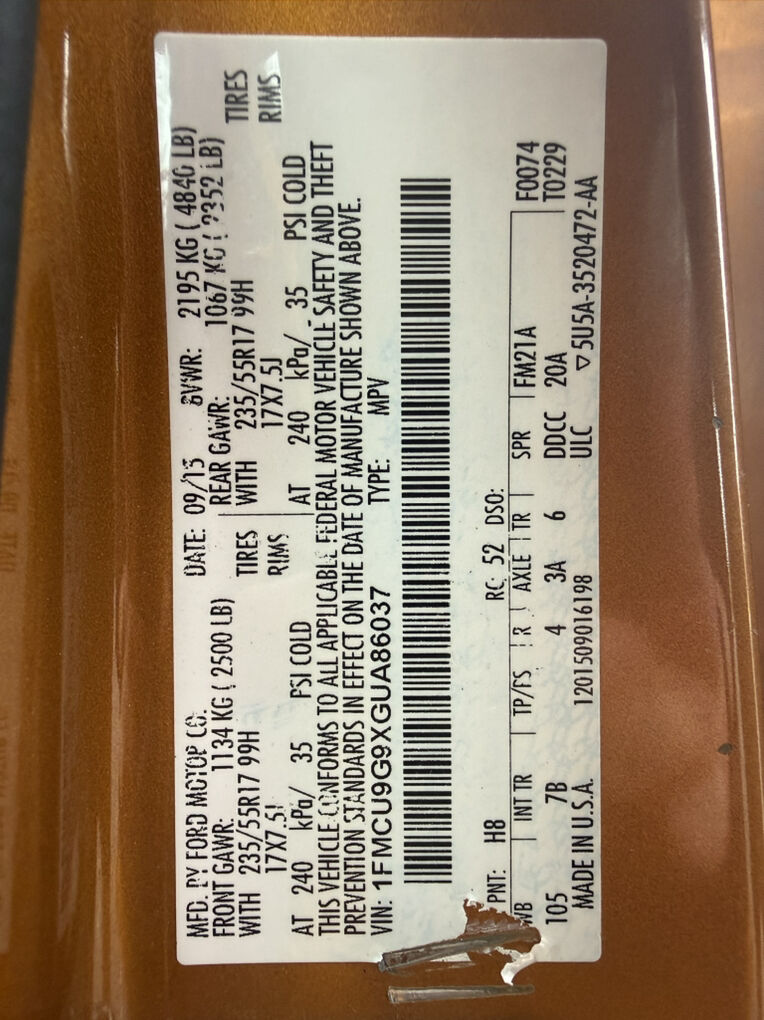 MFD. BY FORD MOTOR CO.
DATE: 09/15 GVWR: 2195 KG ( 4840 LB)
FRONT GAWR: 1134 KG ( 2500 LB) REAR GAWR: 1067 KG ( 2352 LB)
WITH 235/55R17 99H TIRES WITH 235/55R17 99H TIRES
17X7.5J RIMS 17X7.5J RIMS
AT 240 kPa/ 35 PSI COLD AT 240 kPa/ 35 PSI COLD
THIS VEHICLE CONFORMS TO ALL APPLICABLE FEDERAL MOTOR VEHICLE SAFETY AND THEFT
PREVENTION STANDARDS IN EFFECT ON THE DATE OF MANUFACTURE SHOWN ABOVE.
VIN: 1FMCU9G9XGUA86037 TYPE: MPV
PNT: H8 RC: 52 DSO:
WB INT TR TP/PS R AXLE TR SPR FM21A F0074
105 7B 4 3A 6 DDCC 20A T0229
MADE IN U.S.A. 1201509016198 ULC ▽5U5A-3520472-AA